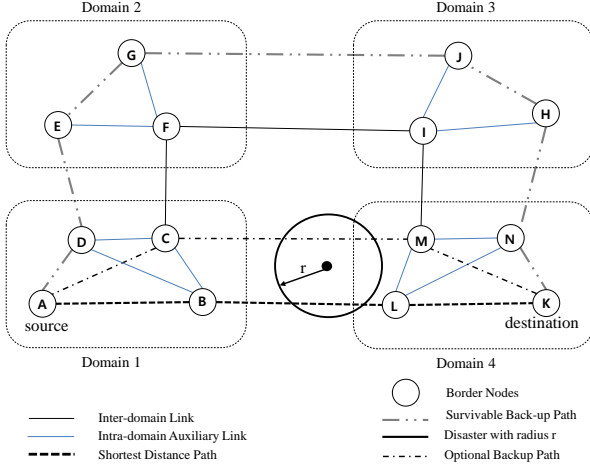 Domain 2
Domain 3
G
J
E
F
I
H
D
C
r
M
N
A
B
L
K
source
destination
Domain 1
Domain 4
Border Nodes
Inter-domain Link
Survivable Back-up Path
Intra-domain Auxiliary Link
Disaster with radius r
Shortest Distance Path
Optional Backup Path